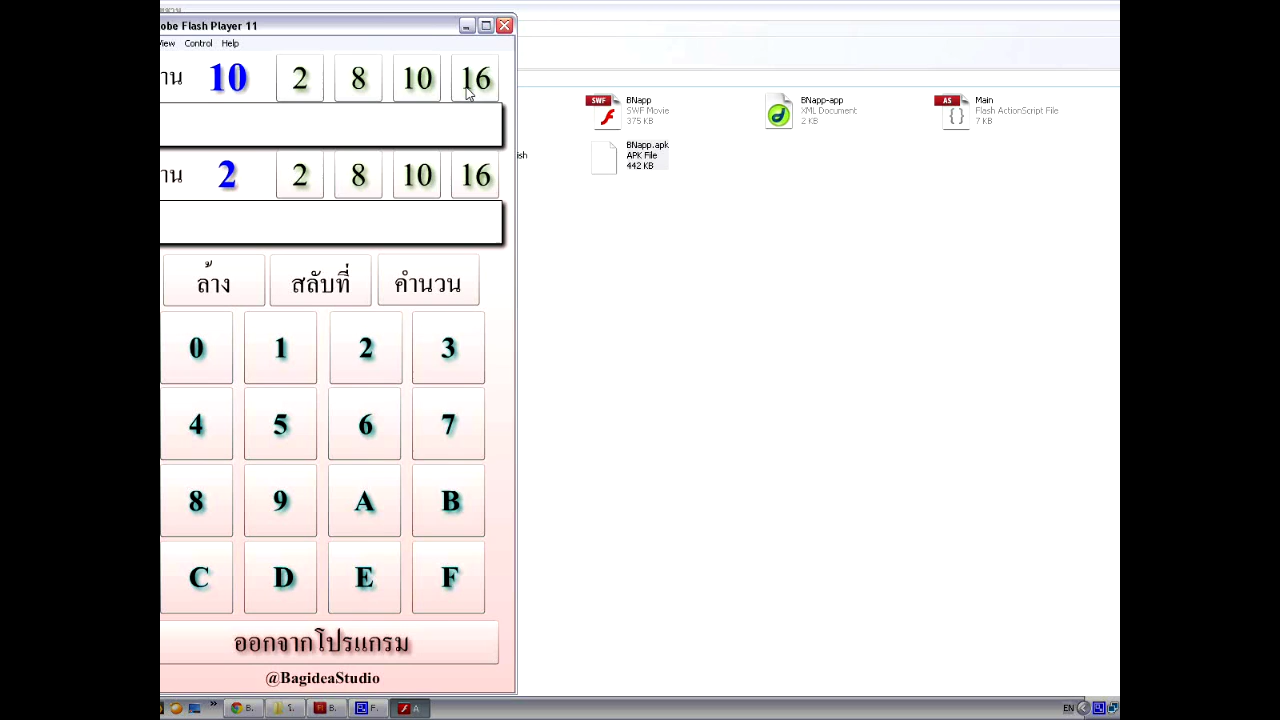 obe Flash Player 11
View Control Help
าน 10 2 8 10 16
าน 2 2 8 10 16
ล้าง สลับที่ คำนวน
0 1 2 3
4 5 6 7
8 9 A B
C D E F
ออกจากโปรแกรม
@BagideaStudio
BNapp
SWF Movie
375 KB
BNapp-app
XML Document
2 KB
Main
Flash ActionScript File
7 KB
ish
BNapp.apk
APK File
442 KB
B. B. F. A
EN